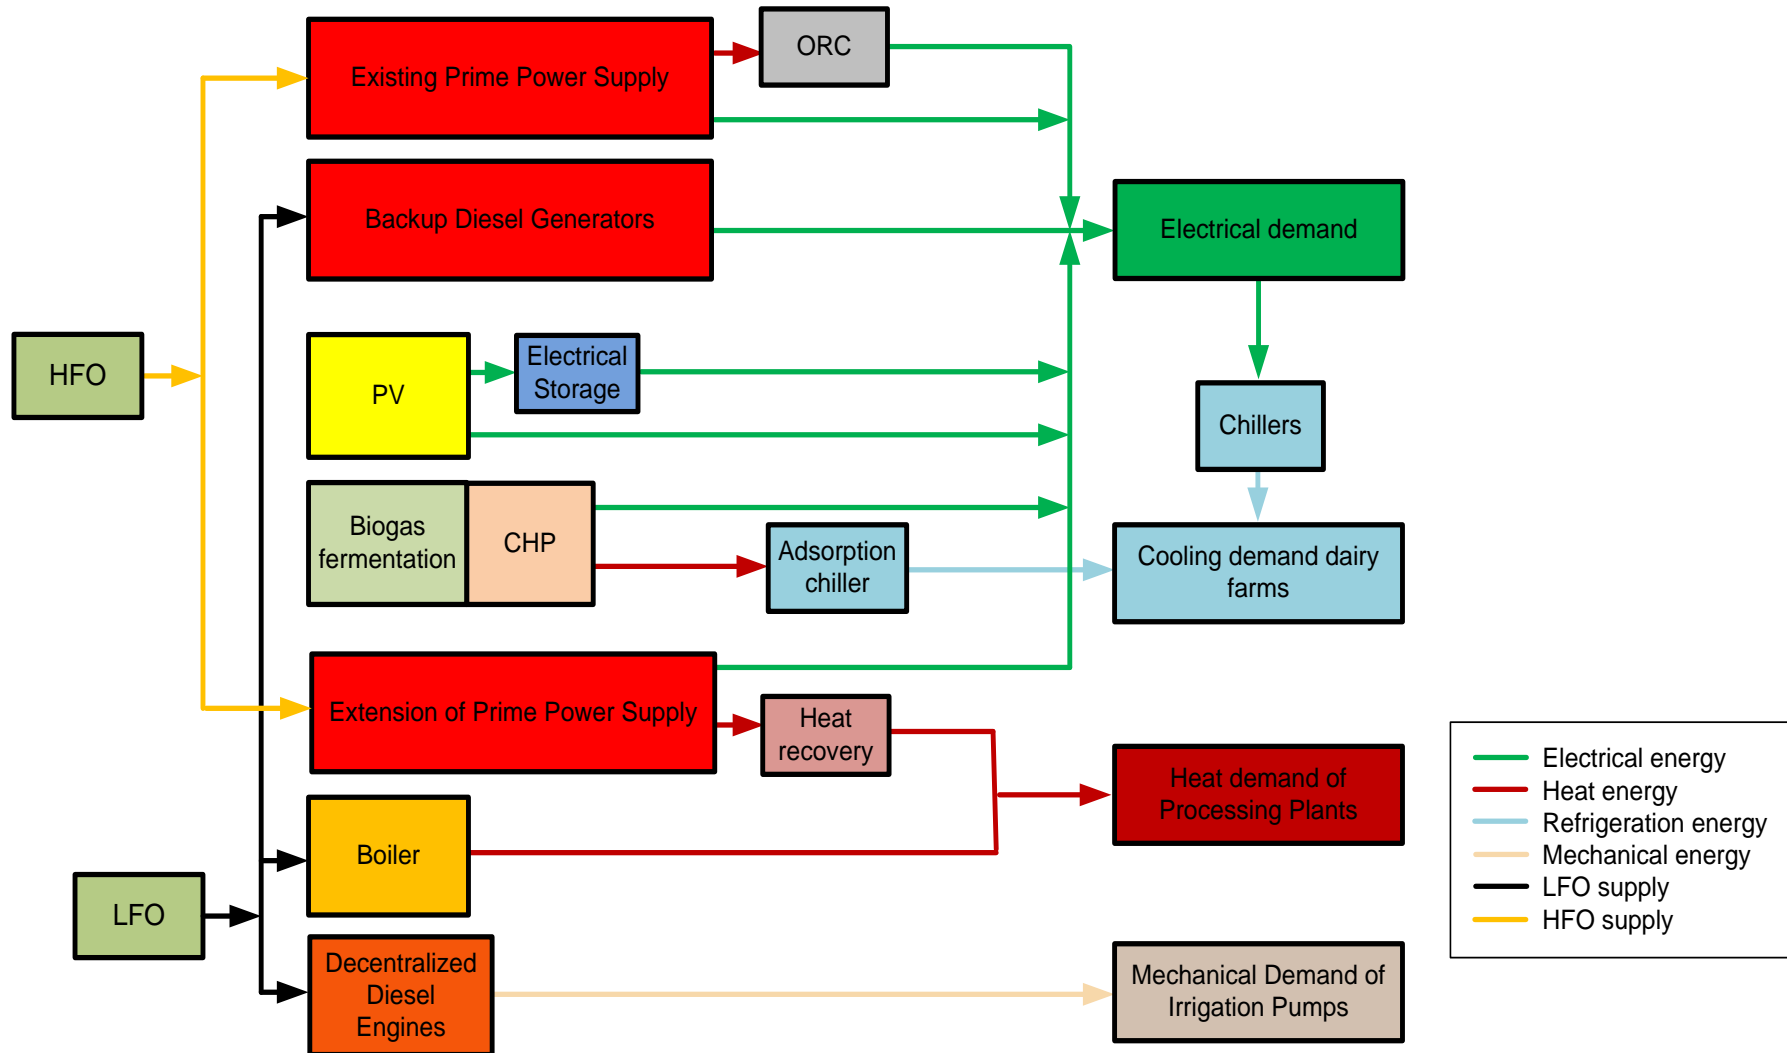 ORC
Existing Prime Power Supply
Backup Diesel Generators
Electrical demand
HFO
PV
Electrical
Storage
Chillers
Biogas
fermentation
CHP
Adsorption
chiller
Cooling demand dairy
farms
Extension of Prime Power Supply
Heat
recovery
Heat demand of
Processing Plants
Boiler
LFO
Decentralized
Diesel
Engines
Mechanical Demand of
Irrigation Pumps
Electrical energy
Heat energy
Refrigeration energy
Mechanical energy
LFO supply
HFO supply